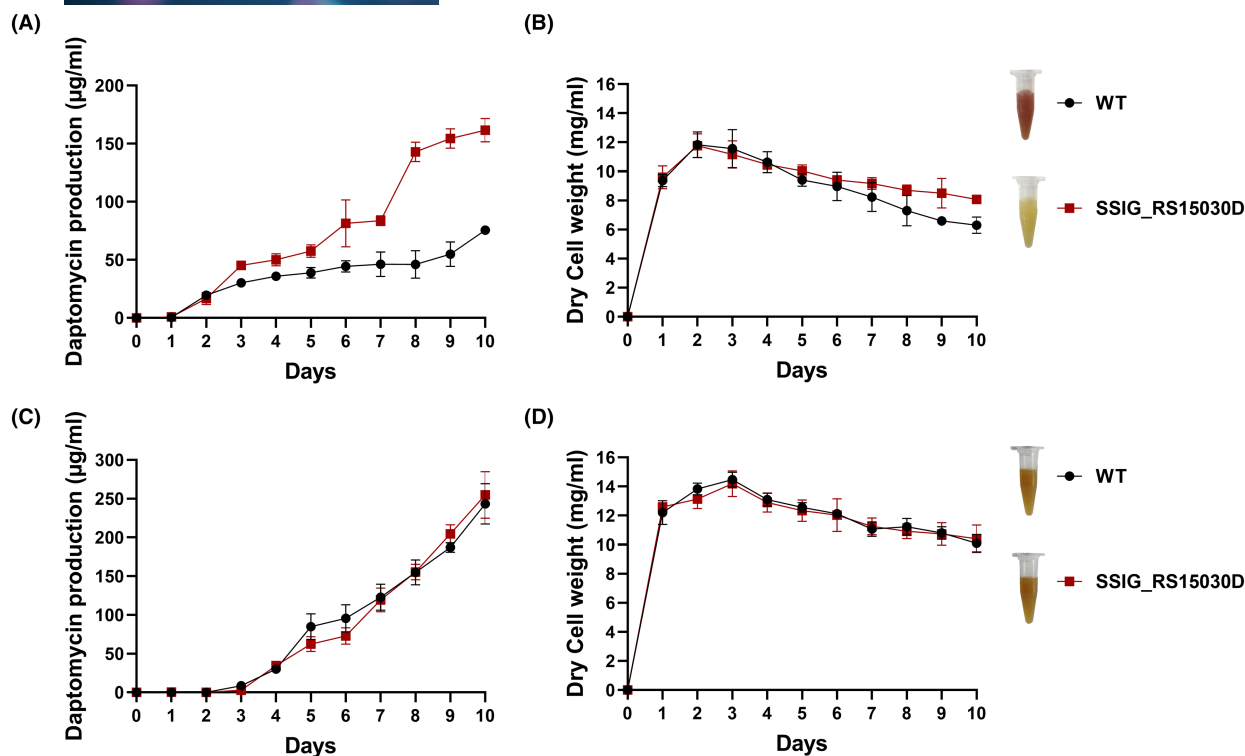 (A)
Daptomycin production (µg/ml)
200
150
100
50
0
0 1 2 3 4 5 6 7 8 9 10
Days
(B)
Dry Cell weight (mg/ml)
16
14
12
10
8
6
4
2
0
0 1 2 3 4 5 6 7 8 9 10
Days
WT
SSIG_RS15030D
(C)
Daptomycin production (µg/ml)
300
250
200
150
100
50
0
0 1 2 3 4 5 6 7 8 9 10
Days
(D)
Dry Cell weight (mg/ml)
16
14
12
10
8
6
4
2
0
0 1 2 3 4 5 6 7 8 9 10
Days
WT
SSIG_RS15030D